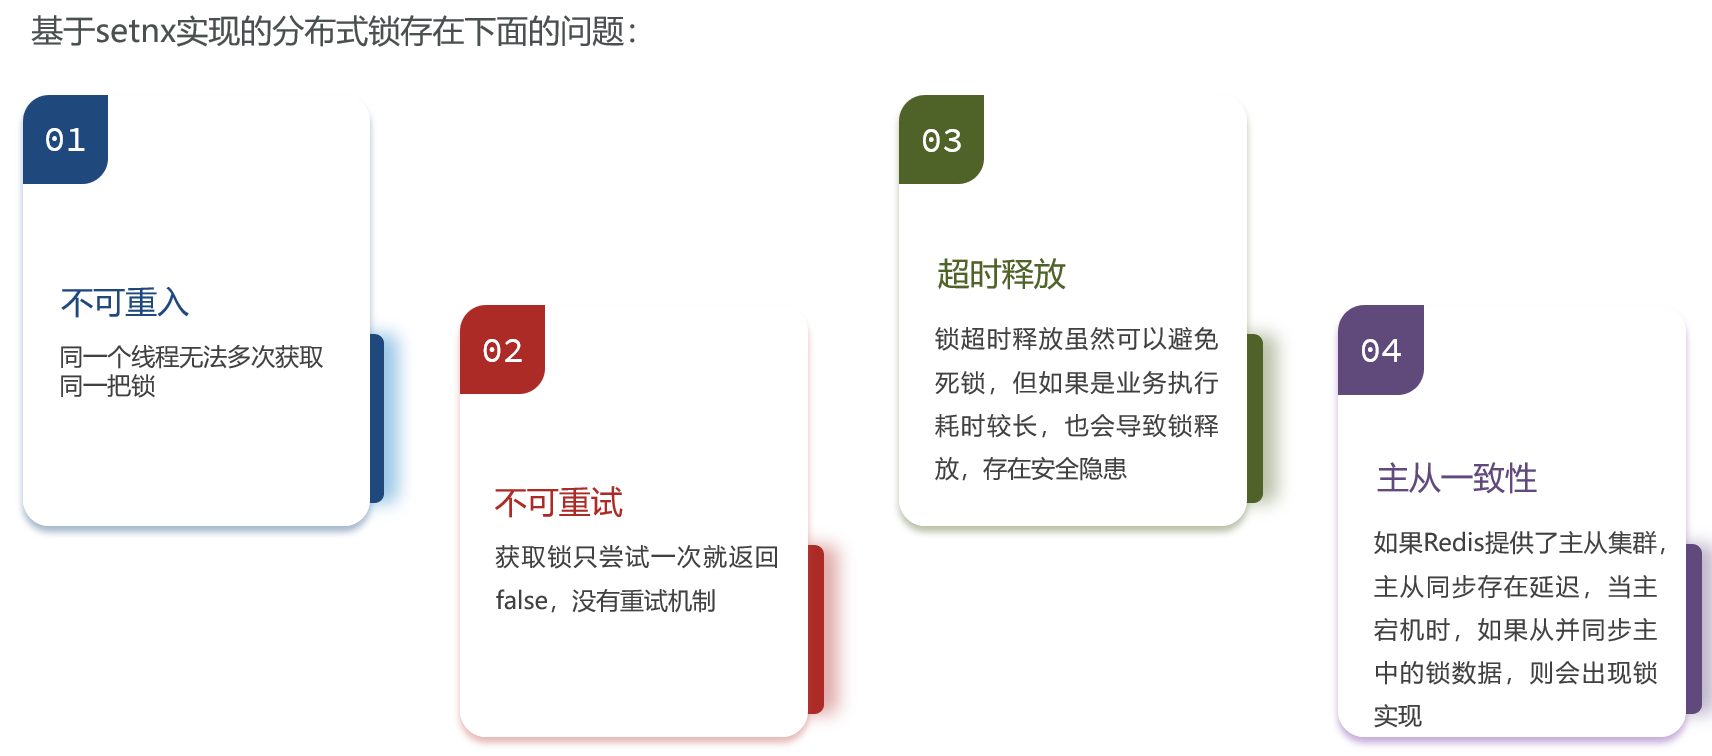 基于setnx实现的分布式锁存在下面的问题：
01
不可重入
同一个线程无法多次获取
同一把锁
02
不可重试
获取锁只尝试一次就返回
false，没有重试机制
03
超时释放
锁超时释放虽然可以避免
死锁，但如果是业务执行
耗时较长，也会导致锁释
放，存在安全隐患
04
主从一致性
如果Redis提供了主从集群，
主从同步存在延迟，当主
宕机时，如果从并同步主
中的锁数据，则会出现锁
实现